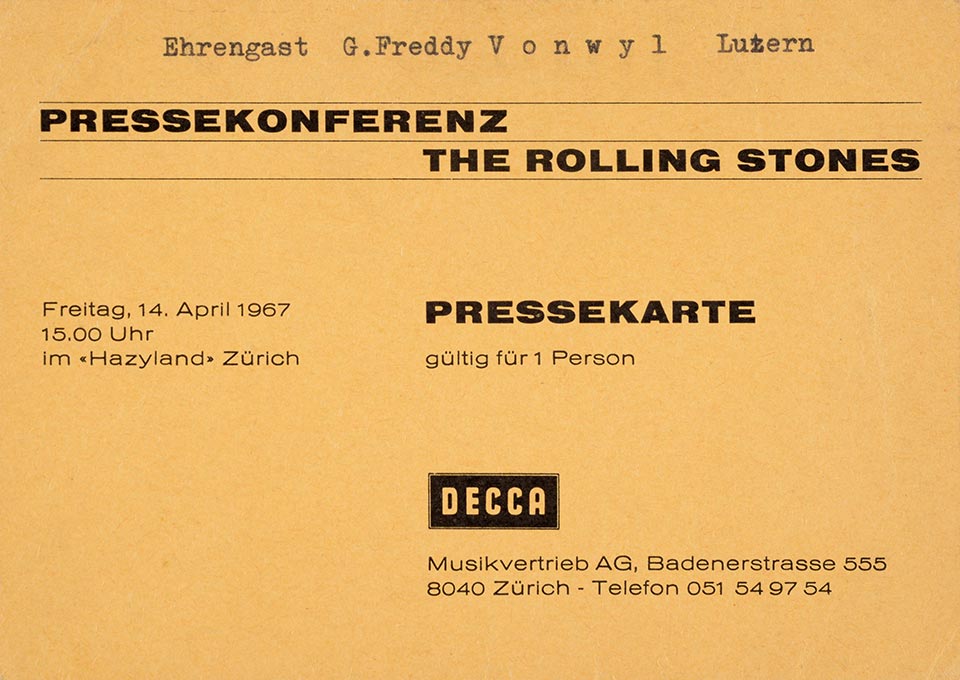 Ehrengast G.Freddy V o n w y l Luzern
PRESSEKONFERENZ
THE ROLLING STONES
Freitag, 14. April 1967
15.00 Uhr
im «Hazyland» Zürich
PRESSEKARTE
gültig für 1 Person
DECCA
Musikvertrieb AG, Badenerstrasse 555
8040 Zürich - Telefon 051 54 97 54